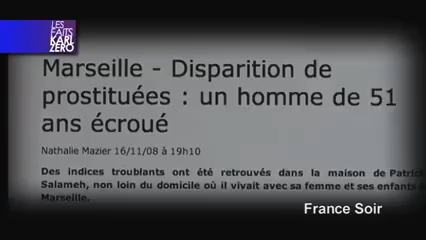 LES
FAITS
KARL
ZERO
Marseille - Disparition de
prostituées : un homme de 51
ans écroué
Nathalie Mazier 16/11/08 à 19h10
Des indices troublants ont été retrouvés dans la maison de Patrick
Salameh, non loin du domicile où il vivait avec sa femme et ses enfants à
Marseille.
France Soir